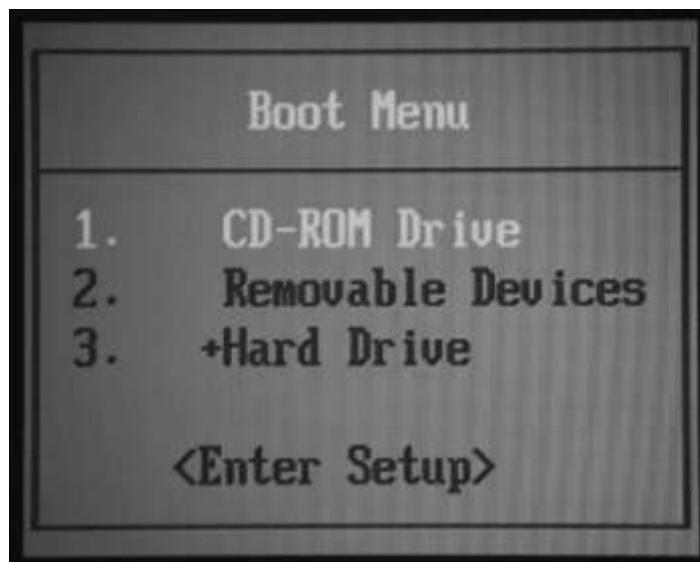 Boot Menu
1. CD-ROM Drive
2. Removable Devices
3. +Hard Drive
<Enter Setup>